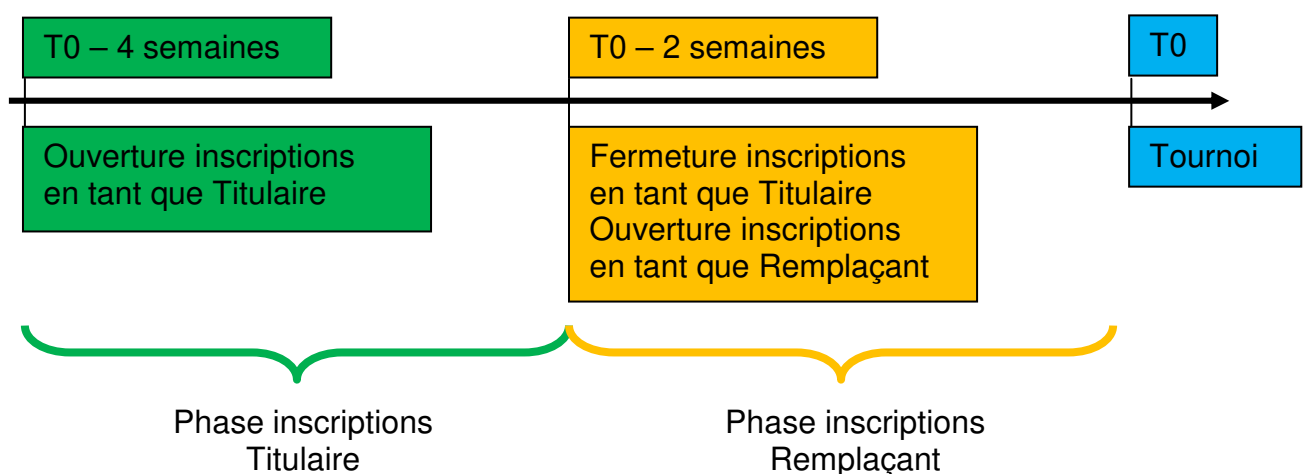 T0 – 4 semaines
T0 – 2 semaines
T0
Ouverture inscriptions
en tant que Titulaire
Fermeture inscriptions
en tant que Titulaire
Ouverture inscriptions
en tant que Remplaçant
Tournoi
Phase inscriptions
Titulaire
Phase inscriptions
Remplaçant